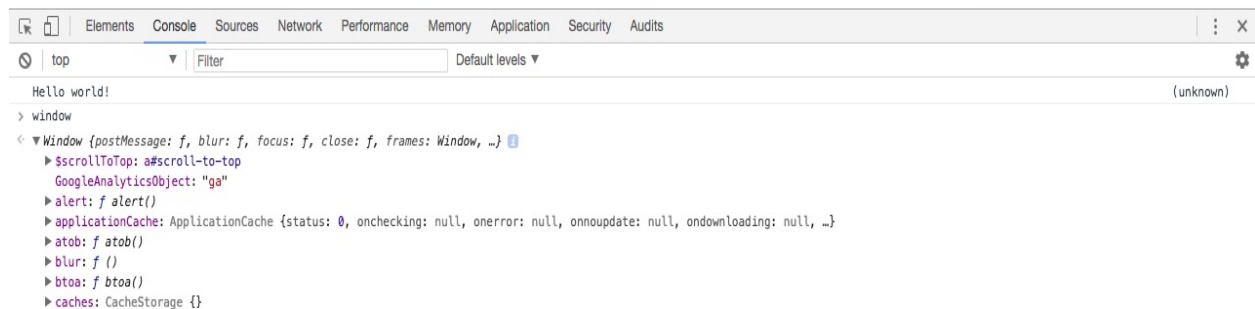 Elements Console Sources Network Performance Memory Application Security Audits
top Filter Default levels
Hello world! (unknown)
> window
Window {postMessage: ƒ, blur: ƒ, focus: ƒ, close: ƒ, frames: Window, …}
$scrollToTop: a#scroll-to-top
GoogleAnalyticsObject: "ga"
alert: ƒ alert()
applicationCache: ApplicationCache {status: 0, onchecking: null, onerror: null, onnoupdate: null, ondownloading: null, …}
atob: ƒ atob()
blur: ƒ ()
btoa: ƒ btoa()
caches: CacheStorage {}